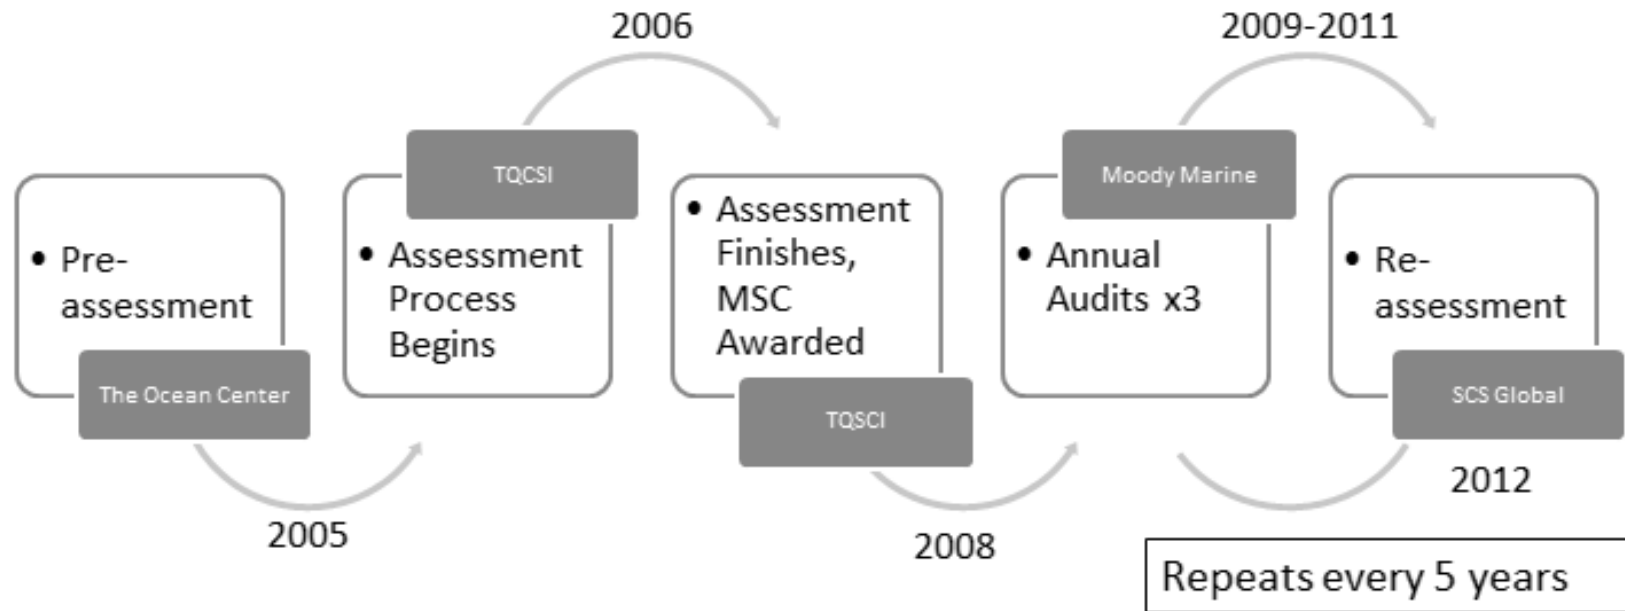 2006
2009-2011
TQCSI
Moody Marine
• Pre-
assessment
The Ocean Center
• Assessment
Process
Begins
• Assessment
Finishes,
MSC
Awarded
TQSCI
• Annual
Audits x3
• Re-
assessment
SCS Global
2005
2008
2012
Repeats every 5 years